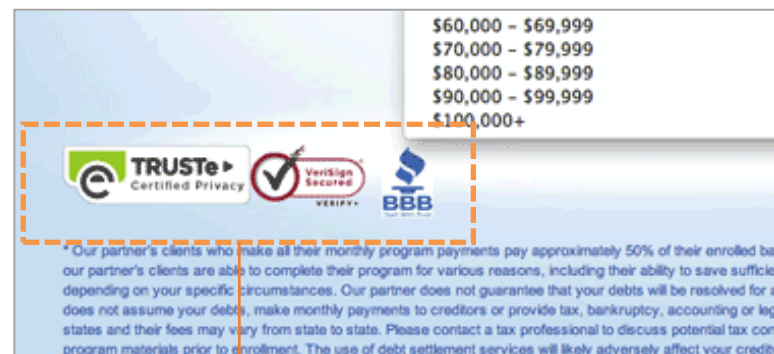 $60,000 – $69,999
$70,000 – $79,999
$80,000 – $89,999
$90,000 – $99,999
$100,000+
TRUSTe
Certified Privacy
VeriSign
Secured
VERIFY
BBB
* Our partner's clients who make all their monthly program payments pay approximately 50% of their enrolled ba
our partner's clients are able to complete their program for various reasons, including their ability to save sufficie
depending on your specific circumstances. Our partner does not guarantee that your debts will be resolved for a
does not assume your debts, make monthly payments to creditors or provide tax, bankruptcy, accounting or leg
states and their fees may vary from state to state. Please contact a tax professional to discuss potential tax con
program materials prior to enrollment. The use of debt settlement services will likely adversely affect your credit